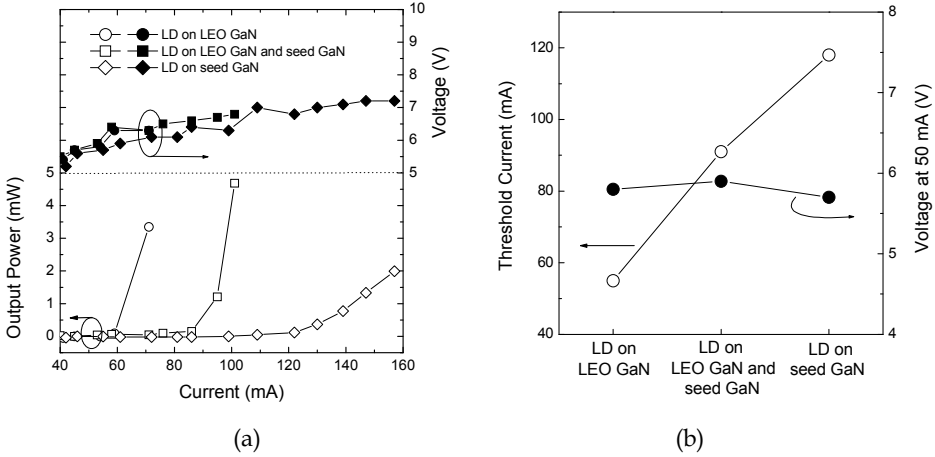 LD on LEO GaN
LD on LEO GaN and seed GaN
LD on seed GaN
10
9
8
7
6
5
Voltage (V)
5
4
3
2
1
0
Output Power (mW)
40
60
80
100
120
140
160
Current (mA)
(a)
120
100
80
60
40
Threshold Current (mA)
8
7
6
5
4
Voltage at 50 mA (V)
LD on
LEO GaN
LD on
LEO GaN and
seed GaN
LD on
seed GaN
(b)